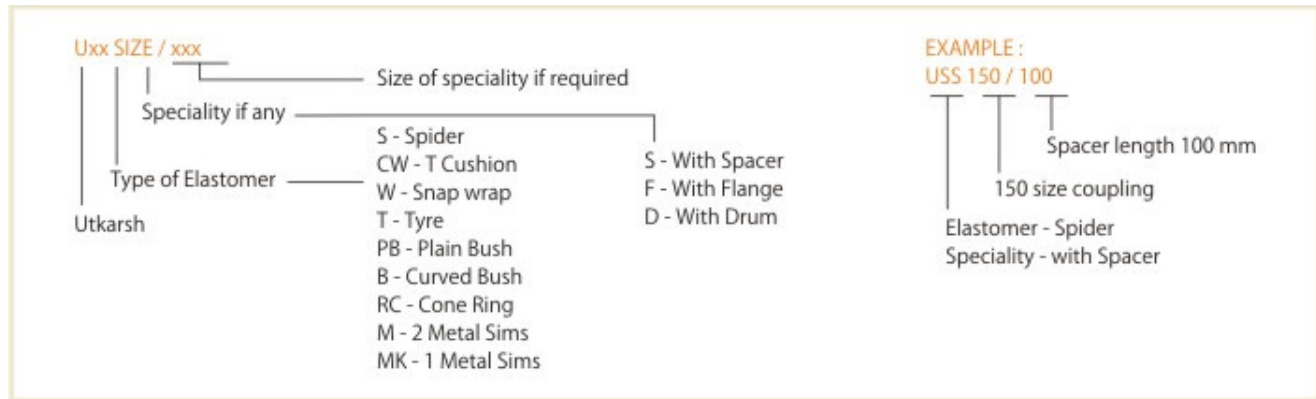 Uxx SIZE / xxx
Size of speciality if required
Speciality if any
Type of Elastomer
Utkarsh
S - Spider
CW - T Cushion
W - Snap wrap
T - Tyre
PB - Plain Bush
B - Curved Bush
RC - Cone Ring
M - 2 Metal Sims
MK - 1 Metal Sims
S - With Spacer
F - With Flange
D - With Drum
EXAMPLE :
USS 150 / 100
Spacer length 100 mm
150 size coupling
Elastomer - Spider
Speciality - with Spacer